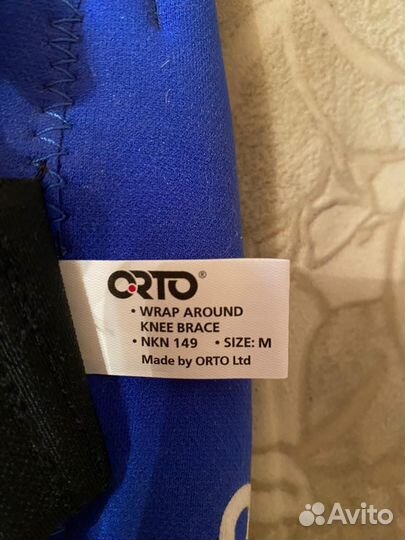 ORTO®
• WRAP AROUND
KNEE BRACE
• NKN 149 • SIZE: M
Made by ORTO Ltd
Avito